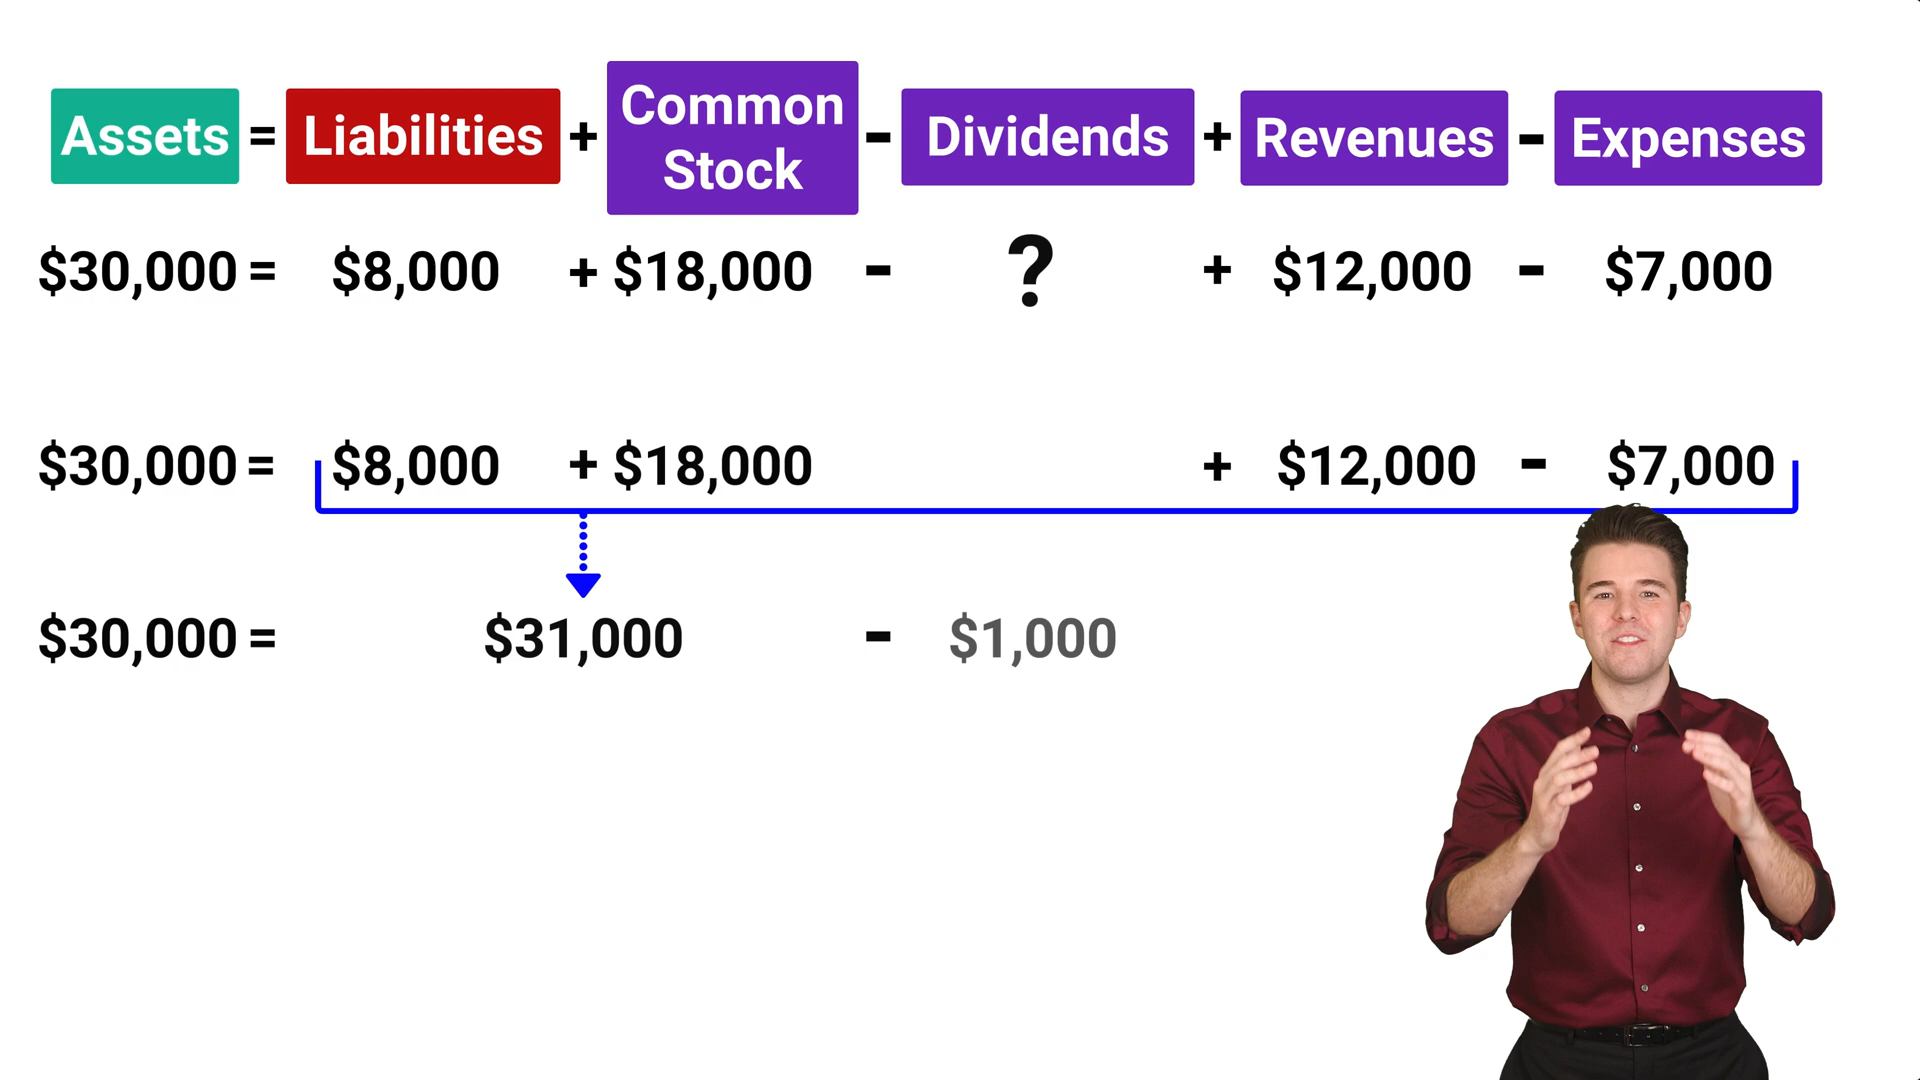 Assets = Liabilities + Common Stock - Dividends + Revenues - Expenses
$30,000 = $8,000 + $18,000 - ? + $12,000 - $7,000
$30,000 = $8,000 + $18,000 + $12,000 - $7,000
$30,000 = $31,000 - $1,000